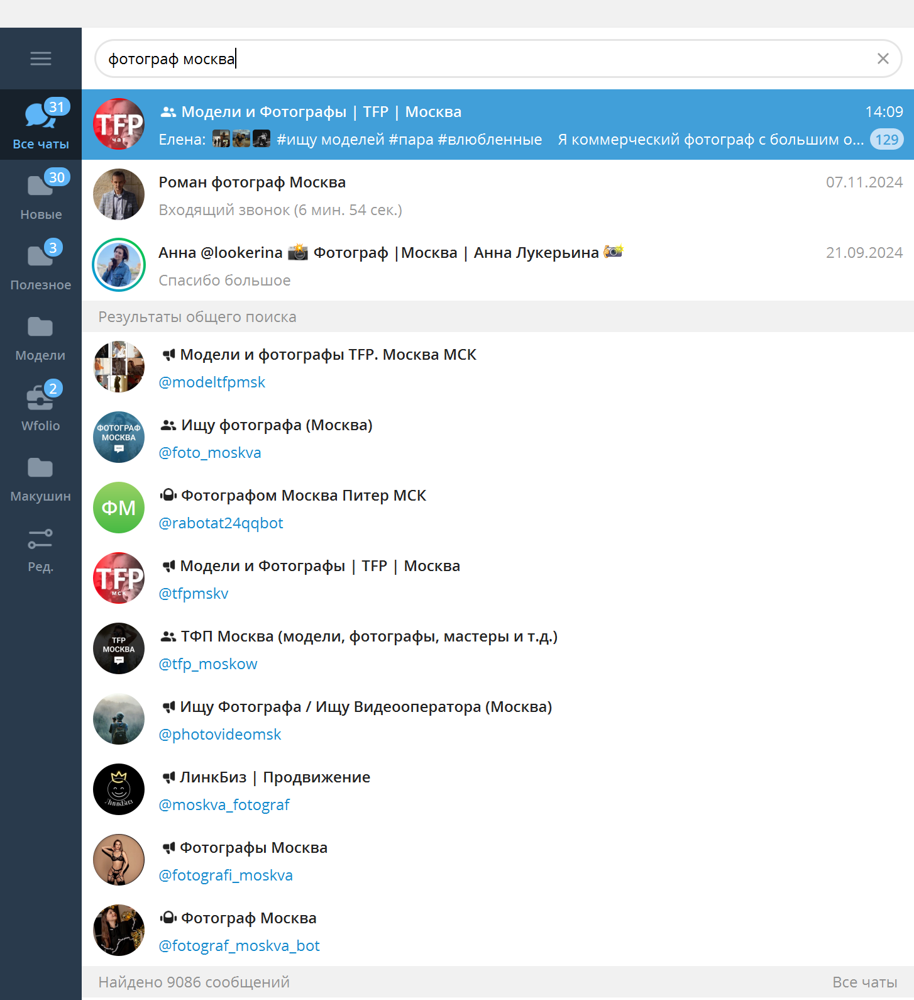 фотограф москва
31
Все чаты
30
Новые
3
Полезное
Модели
2
Wfolio
Макушин
Ред.
TFP
чат
Модели и Фотографы | TFP | Москва
14:09
Елена: #ищу моделей #пара #влюбленные Я коммерческий фотограф с большим о...
129
Роман фотограф Москва
07.11.2024
Входящий звонок (6 мин. 54 сек.)
Анна @lookerina 📸 Фотограф |Москва | Анна Лукерьина
21.09.2024
Спасибо большое
Результаты общего поиска
Модели и фотографы TFP. Москва МСК
@modeltfpmsk
ФОТОГРАФ
МОСКВА
Ищу фотографа (Москва)
@foto_moskva
ФМ
Фотографом Москва Питер МСК
@rabotat24qqbot
TFP
МСК
Модели и Фотографы | TFP | Москва
@tfpmskv
TFP
МОСКВА
ТФП Москва (модели, фотографы, мастеры и т.д.)
@tfp_moskow
Ищу Фотографа / Ищу Видеооператора (Москва)
@photovideomsk
ЛинкБиз
ЛинкБиз | Продвижение
@moskva_fotograf
Фотографы Москва
@fotografi_moskva
Фотограф Москва
@fotograf_moskva_bot
Найдено 9086 сообщений
Все чаты